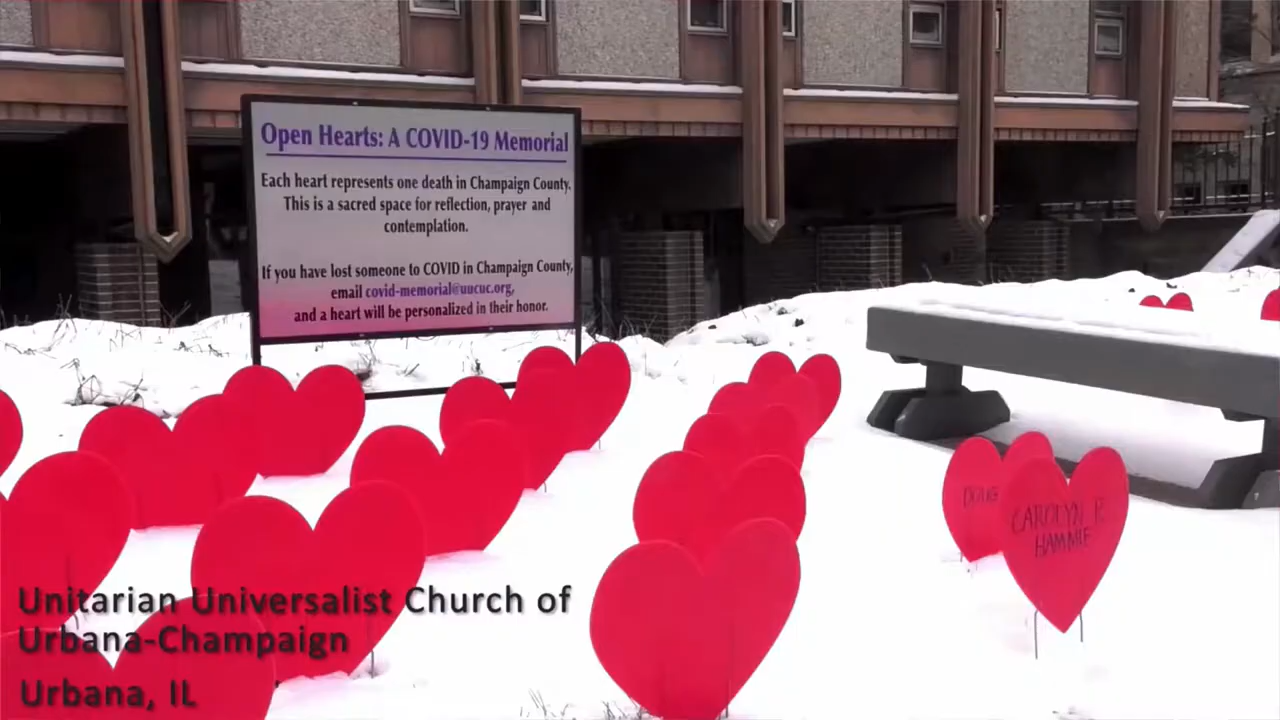 Open Hearts: A COVID-19 Memorial
Each heart represents one death in Champaign County.
This is a sacred space for reflection, prayer and
contemplation.
If you have lost someone to COVID in Champaign County,
email covid-memorial@uucuc.org,
and a heart will be personalized in their honor.
CAROLYN P.
HAMMIE
Unitarian Universalist Church of
Urbana-Champaign
Urbana, IL